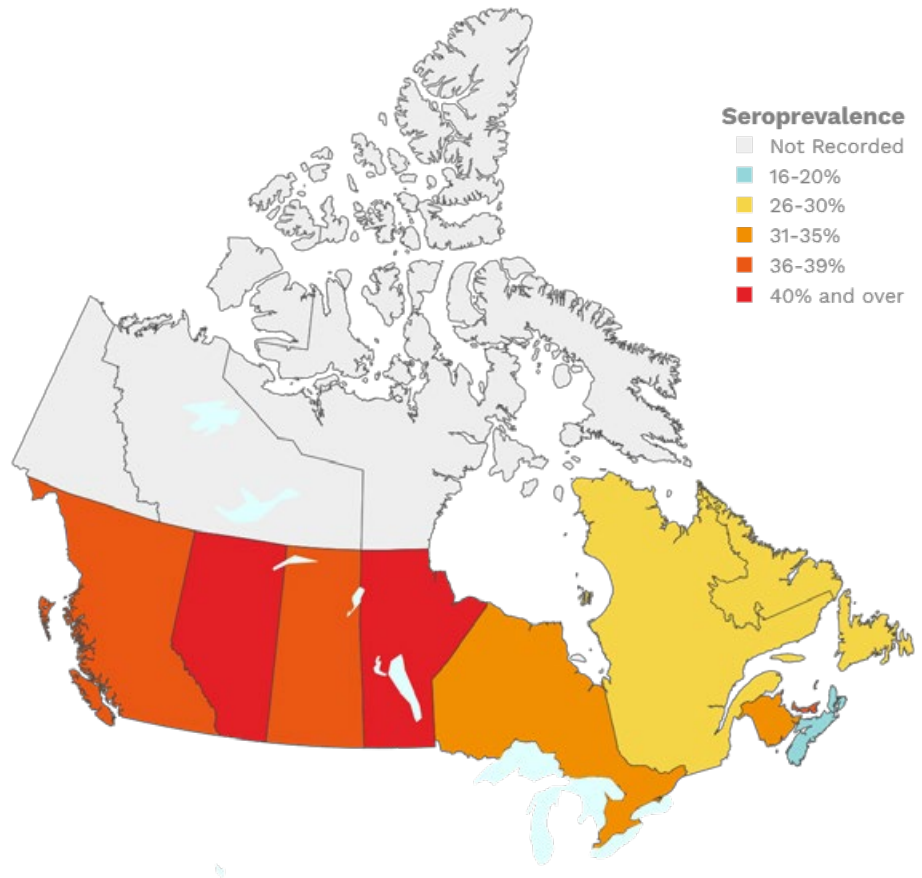 Seroprevalence
Not Recorded
16-20%
26-30%
31-35%
36-39%
40% and over